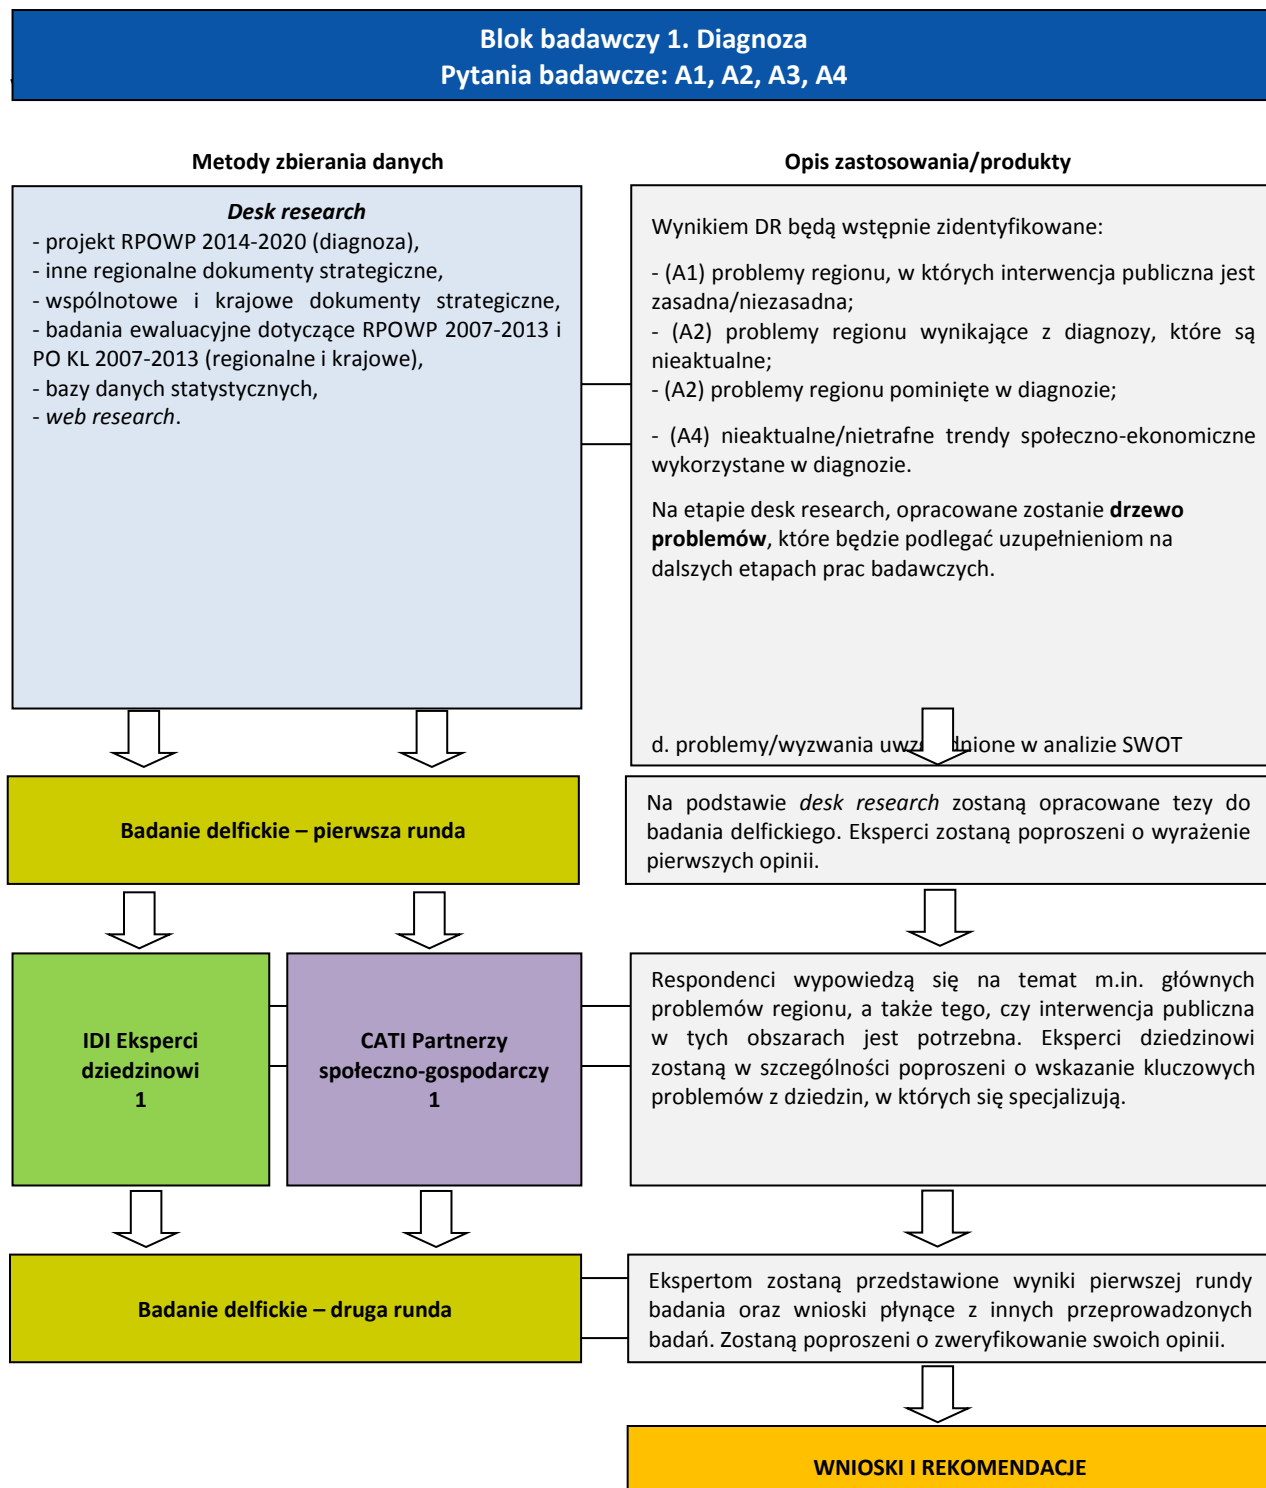 Blok badawczy 1. Diagnoza
Pytania badawcze: A1, A2, A3, A4
Metody zbierania danych
Desk research
- projekt RPOWP 2014-2020 (diagnoza),
- inne regionalne dokumenty strategiczne,
- wspólnotowe i krajowe dokumenty strategiczne,
- badania ewaluacyjne dotyczące RPOWP 2007-2013 i
PO KL 2007-2013 (regionalne i krajowe),
- bazy danych statystycznych,
- web research.
Opis zastosowania/produkty
Wynikiem DR będą wstępnie zidentyfikowane:
- (A1) problemy regionu, w których interwencja publiczna jest
zasadna/niezasadna;
- (A2) problemy regionu wynikające z diagnozy, które są
nieaktualne;
- (A2) problemy regionu pominięte w diagnozie;
- (A4) nieaktualne/nietrafne trendy społeczno-ekonomiczne
wykorzystane w diagnozie.
Na etapie desk research, opracowane zostanie drzewo
problemów, które będzie podlegać uzupełnieniom na
dalszych etapach prac badawczych.
d. problemy/wyzwania w analizie SWOT
Badanie delfickie – pierwsza runda
Na podstawie desk research zostaną opracowane tezy do
badania delfickiego. Eksperci zostaną poproszeni o wyrażenie
pierwszych opinii.
IDI Eksperci
dziedzinowi
1
CATI Partnerzy
społeczno-gospodarczy
1
Respondenci wypowiedzą się na temat m.in. głównych
problemów regionu, a także tego, czy interwencja publiczna
w tych obszarach jest potrzebna. Eksperci dziedzinowi
zostaną w szczególności poproszeni o wskazanie kluczowych
problemów z dziedzin, w których się specjalizują.
Badanie delfickie – druga runda
Ekspertom zostaną przedstawione wyniki pierwszej rundy
badania oraz wnioski płynące z innych przeprowadzonych
badań. Zostaną poproszeni o zweryfikowanie swoich opinii.
WNIOSKI I REKOMENDACJE